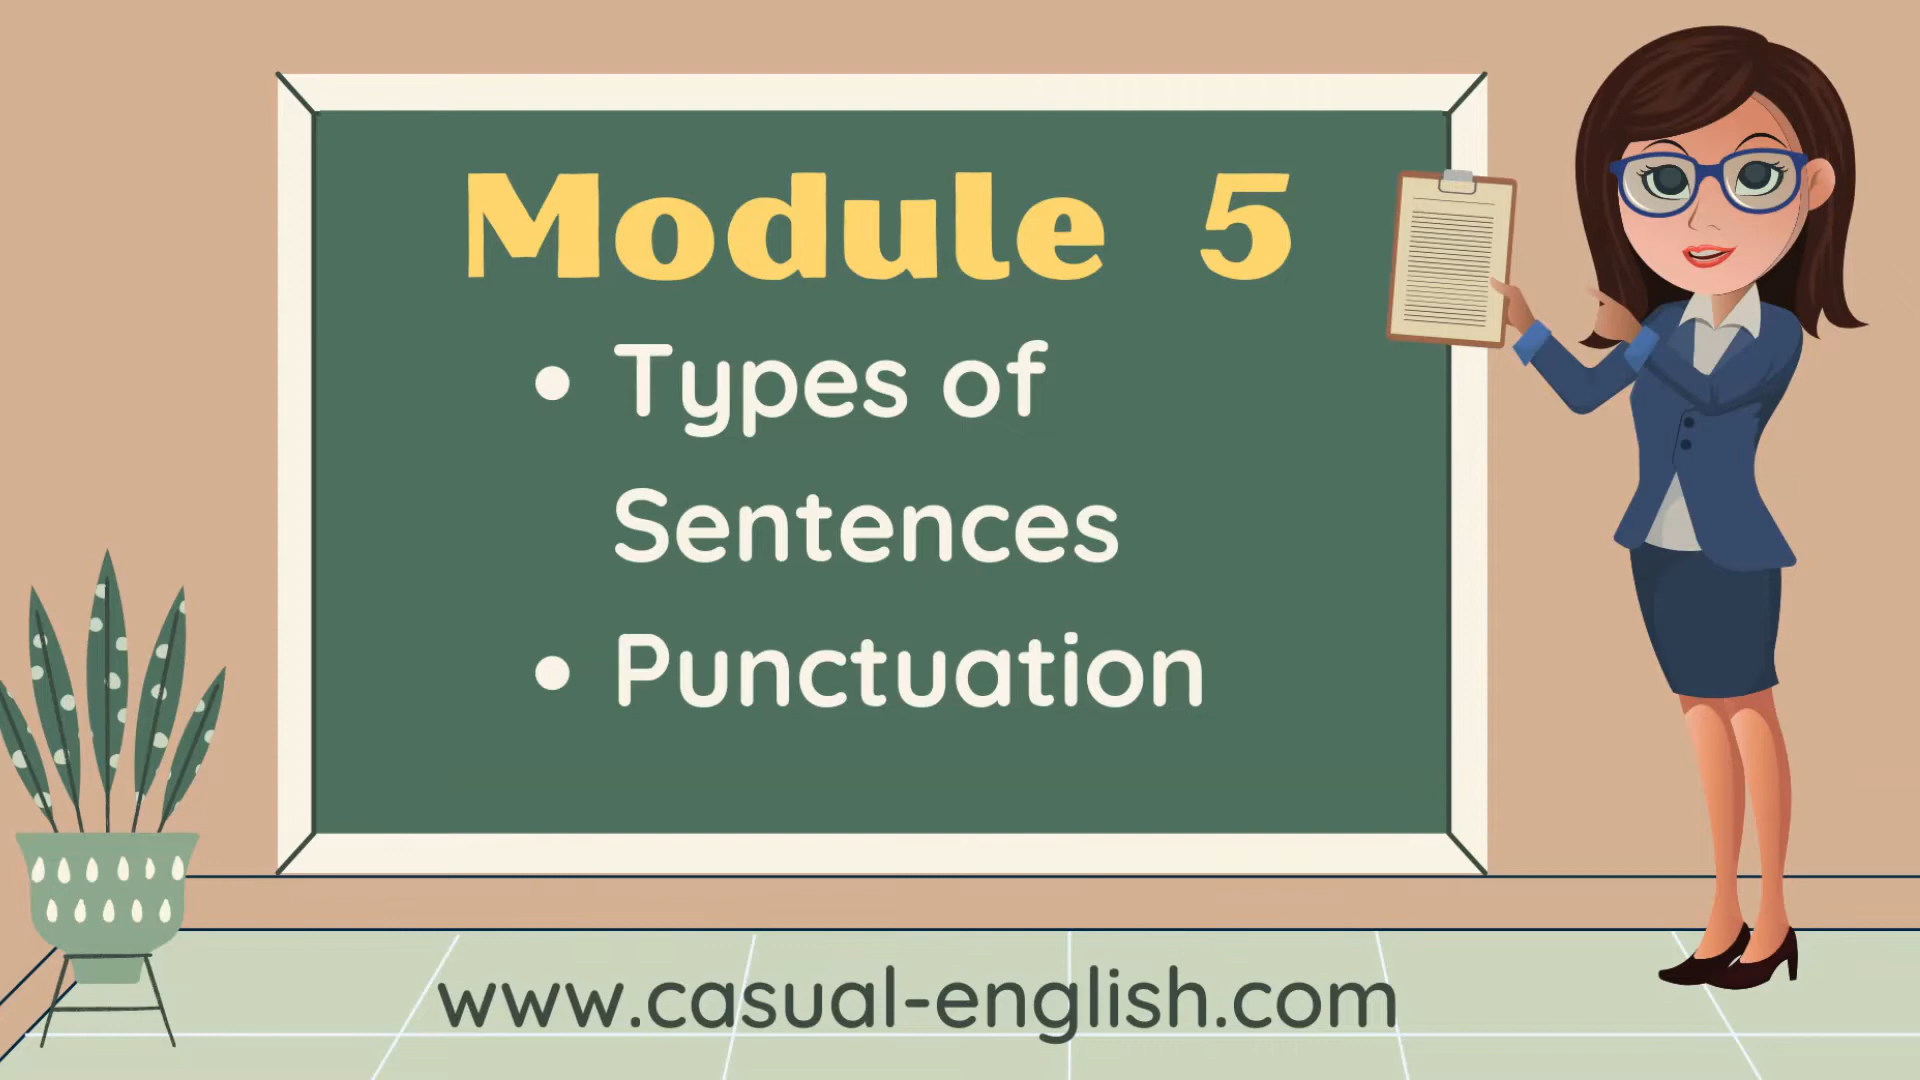 Module 5
• Types of
Sentences
• Punctuation
www.casual-english.com